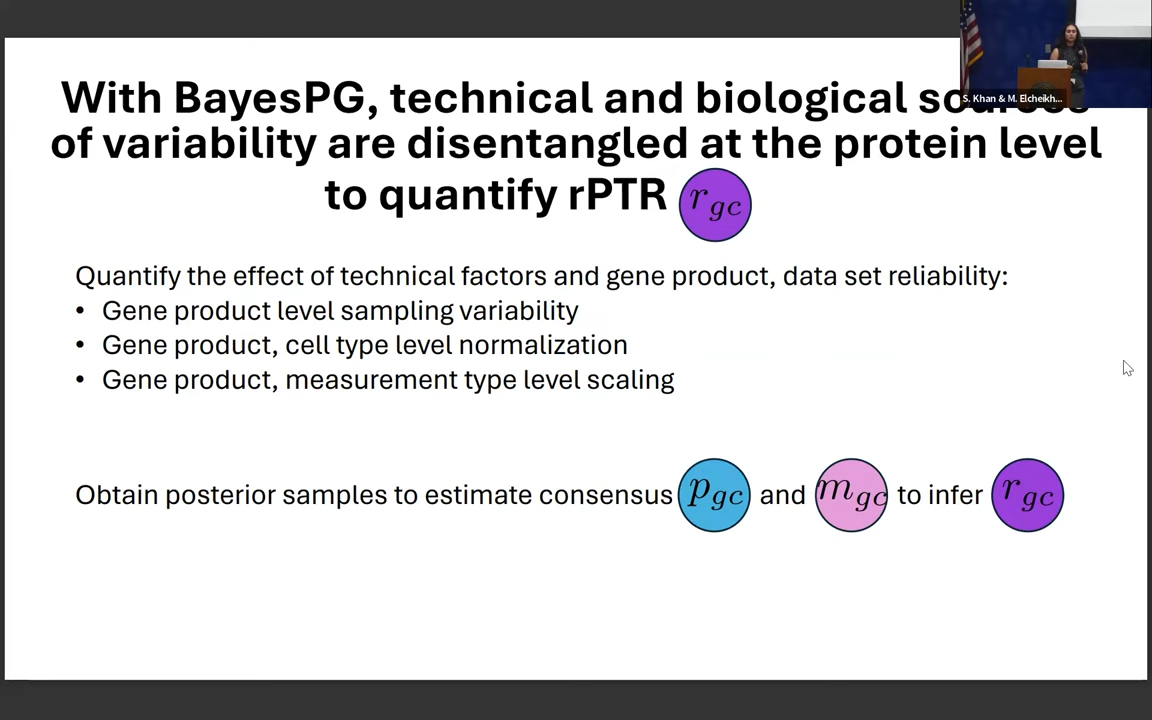 With BayesPG, technical and biological sources
of variability are disentangled at the protein level
to quantify rPTR r_gc
S. Khan & M. Elcheikh...
Quantify the effect of technical factors and gene product, data set reliability:
• Gene product level sampling variability
• Gene product, cell type level normalization
• Gene product, measurement type level scaling
Obtain posterior samples to estimate consensus p_gc and m_gc to infer r_gc